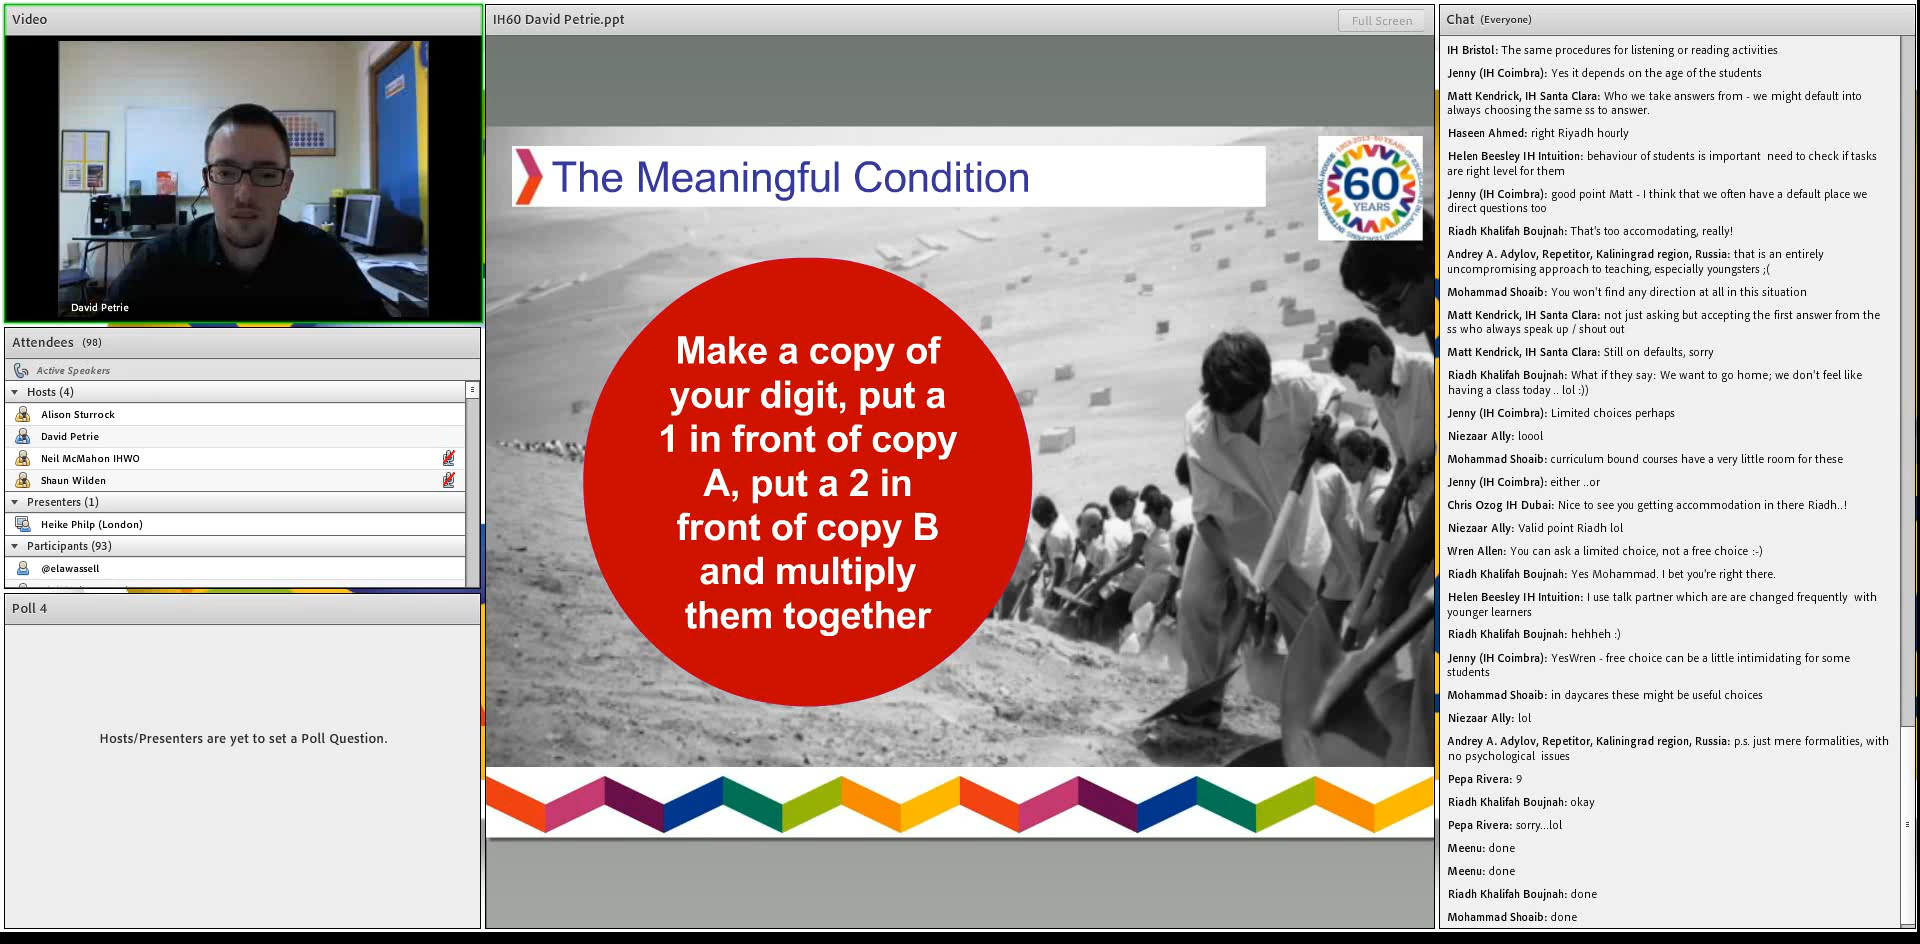 Video
David Petrie
Attendees (98)
Active Speakers
Hosts (4)
Alison Sturrock
David Petrie
Neil McMahon IHWO
Shaun Wilden
Presenters (1)
Heike Philp (London)
Participants (93)
@elawassell
Poll 4
Hosts/Presenters are yet to set a Poll Question.
IH60 David Petrie.ppt
Full Screen
The Meaningful Condition
60
YEARS
Make a copy of
your digit, put a
1 in front of copy
A, put a 2 in
front of copy B
and multiply
them together
Chat (Everyone)
IH Bristol: The same procedures for listening or reading activities
Jenny (IH Coimbra): Yes it depends on the age of the students
Matt Kendrick, IH Santa Clara: Who we take answers from - we might default into
always choosing the same ss to answer.
Haseen Ahmed: right Riyadh hourly
Helen Beesley IH Intuition: behaviour of students is important  need to check if tasks
are right level for them
Jenny (IH Coimbra): good point Matt - I think that we often have a default place we
direct questions too
Riadh Khalifah Boujnah: That's too accomodating, really!
Andrey A. Adylov, Repetitor, Kaliningrad region, Russia: that is an entirely
uncompromising approach to teaching, especially youngsters ;(
Mohammad Shoaib: You won't find any direction at all in this situation
Matt Kendrick, IH Santa Clara: not just asking but accepting the first answer from the
ss who always speak up / shout out
Matt Kendrick, IH Santa Clara: Still on defaults, sorry
Riadh Khalifah Boujnah: What if they say: We want to go home; we don't feel like
having a class today .. lol :))
Jenny (IH Coimbra): Limited choices perhaps
Niezaar Ally: loool
Mohammad Shoaib: curriculum bound courses have a very little room for these
Jenny (IH Coimbra): either ..or
Chris Ozog IH Dubai: Nice to see you getting accommodation in there Riadh..!
Niezaar Ally: Valid point Riadh lol
Wren Allen: You can ask a limited choice, not a free choice :-)
Riadh Khalifah Boujnah: Yes Mohammad. I bet you're right there.
Helen Beesley IH Intuition: I use talk partner which are are changed frequently  with
younger learners
Riadh Khalifah Boujnah: hehheh :)
Jenny (IH Coimbra): YesWren - free choice can be a little intimidating for some
students
Mohammad Shoaib: in daycares these might be useful choices
Niezaar Ally: lol
Andrey A. Adylov, Repetitor, Kaliningrad region, Russia: p.s. just mere formalities, with
no psychological  issues
Pepa Rivera: 9
Riadh Khalifah Boujnah: okay
Pepa Rivera: sorry...lol
Meenu: done
Meenu: done
Riadh Khalifah Boujnah: done
Mohammad Shoaib: done